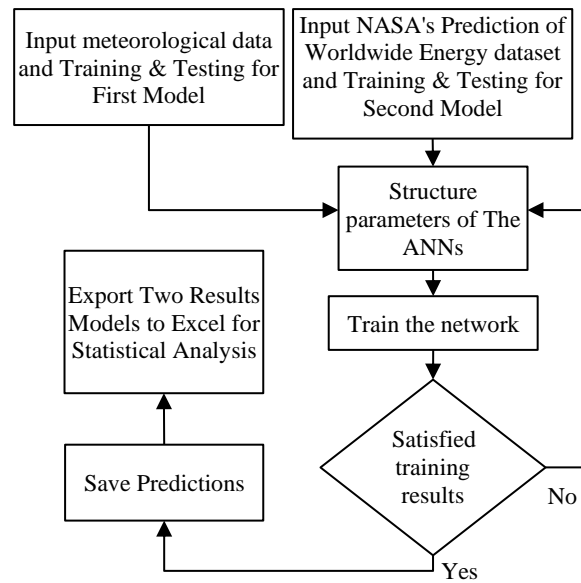 Input meteorological data
and Training & Testing for
First Model
Input NASA's Prediction of
Worldwide Energy dataset
and Training & Testing for
Second Model
Structure
parameters of The
ANNs
Train the network
Satisfied
training
results
No
Yes
Save Predictions
Export Two Results
Models to Excel for
Statistical Analysis